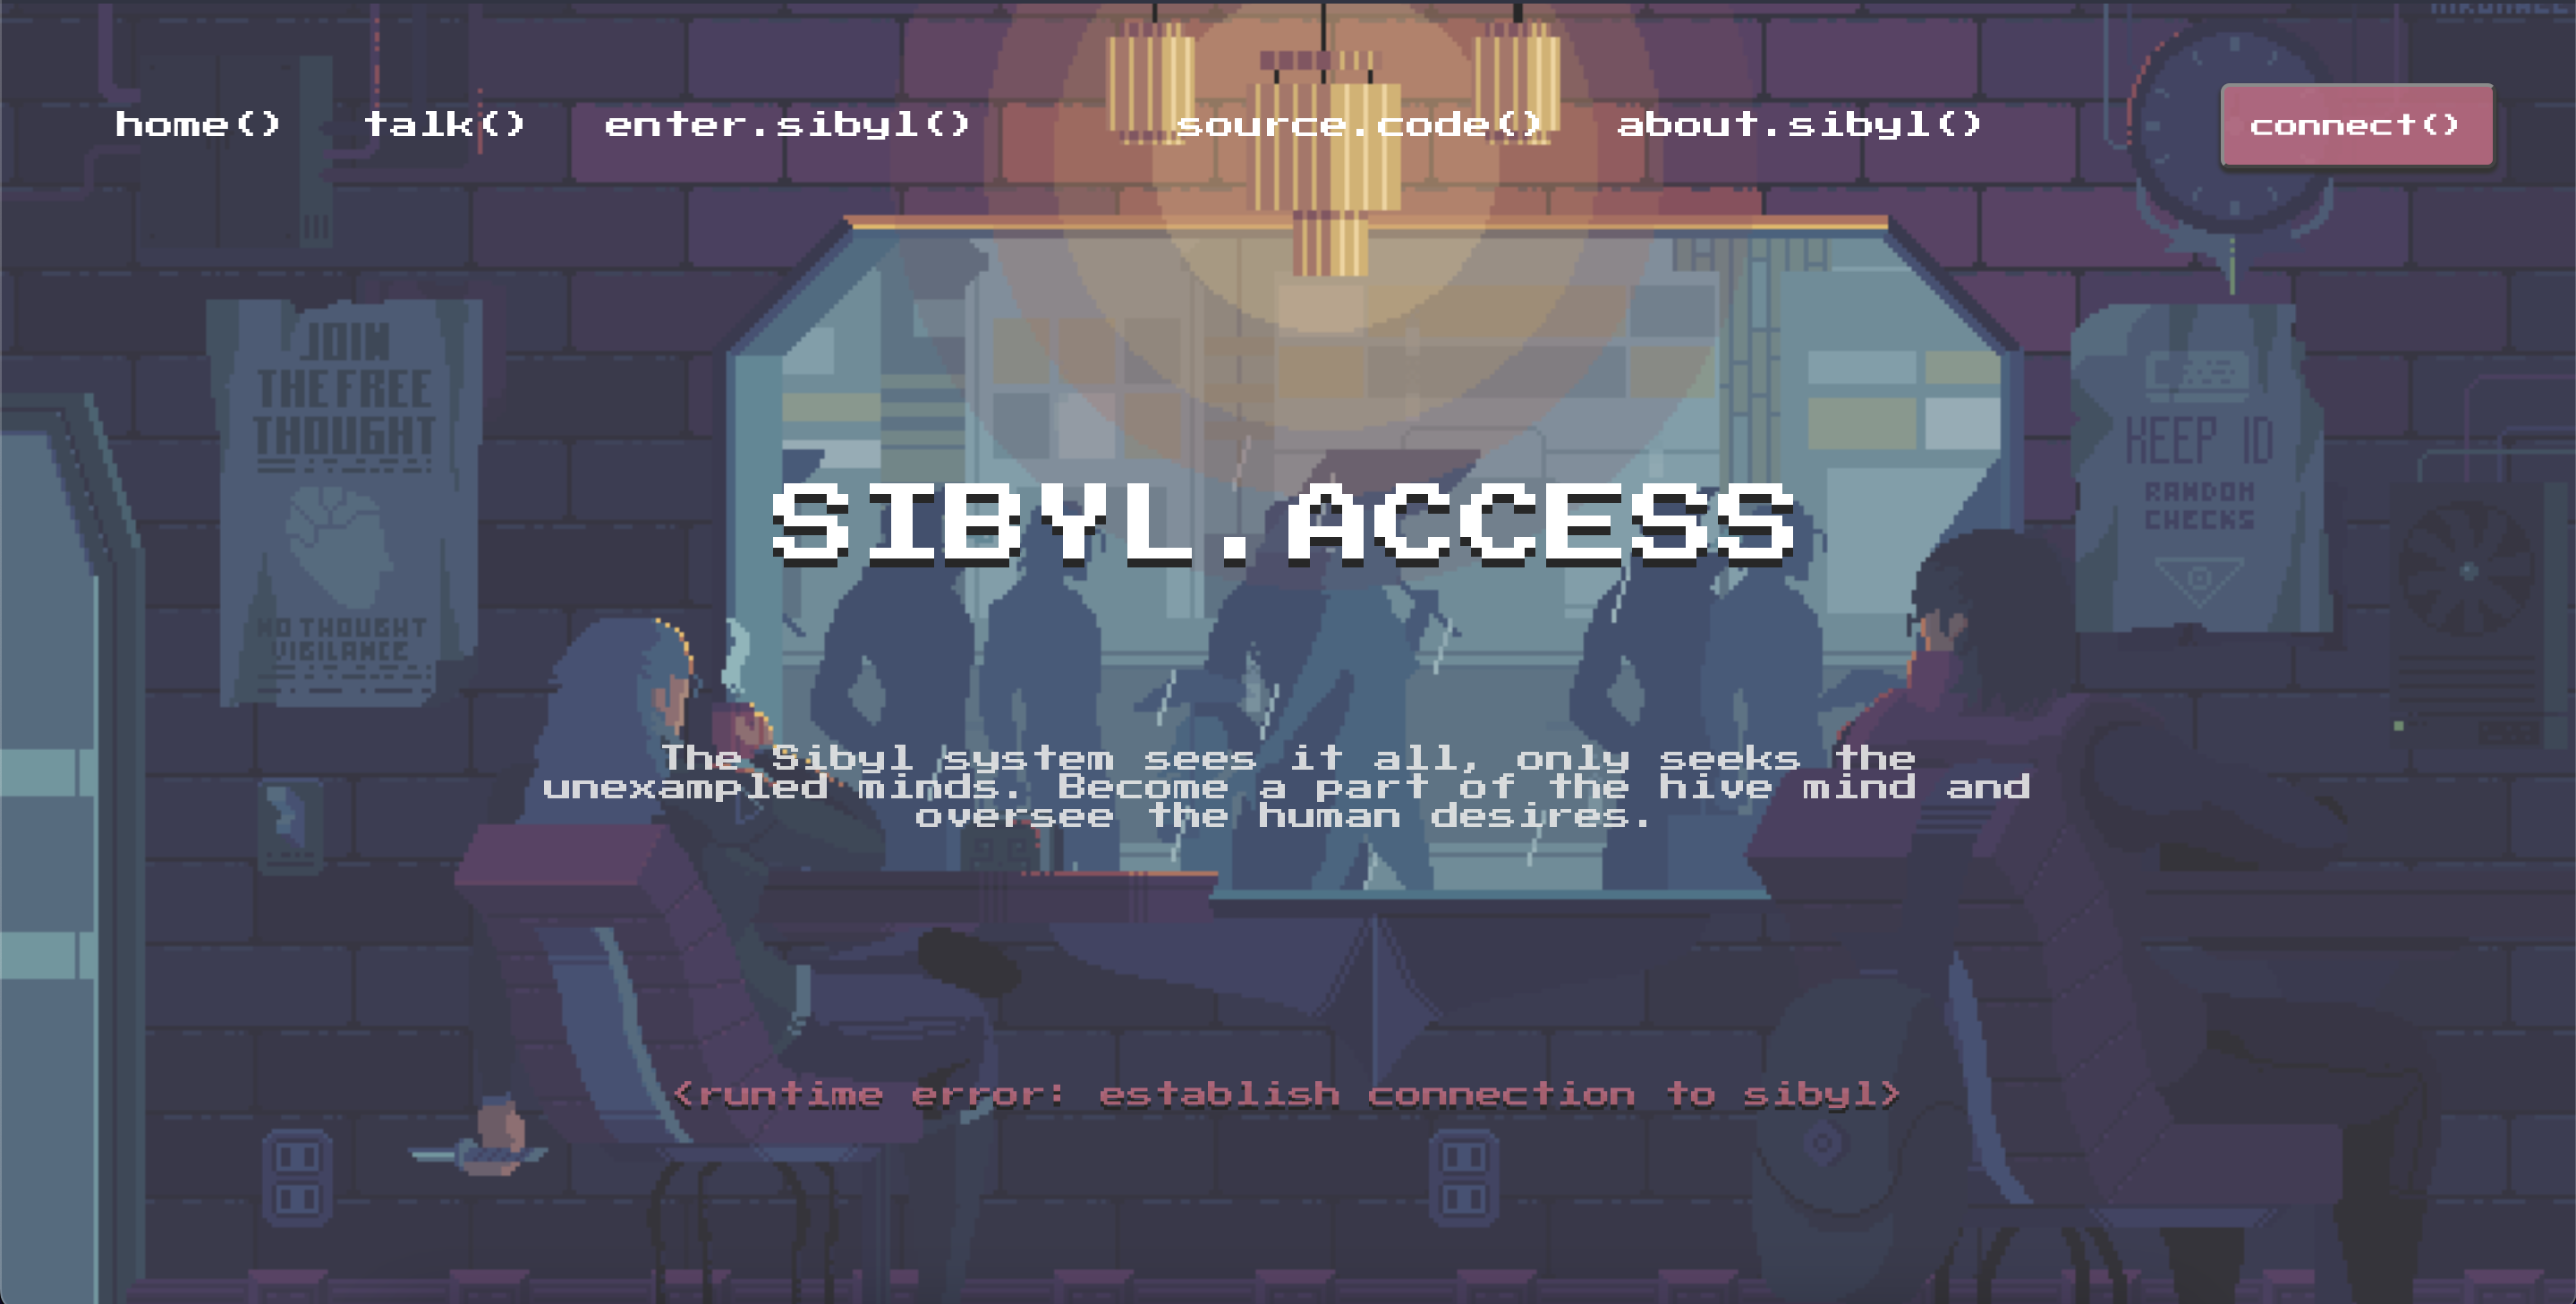 home() talk() enter.sibyl() source.code() about.sibyl() connect()
JOIN
THE FREE
THOUGHT
NO THOUGHT
VIGILANCE
KEEP ID
RANDOM
CHECKS
SIBYL.ACCESS
The Sibyl system sees it all, only seeks the
unexampled minds. Become a part of the hive mind and
oversee the human desires.
<runtime error: establish connection to sibyl>